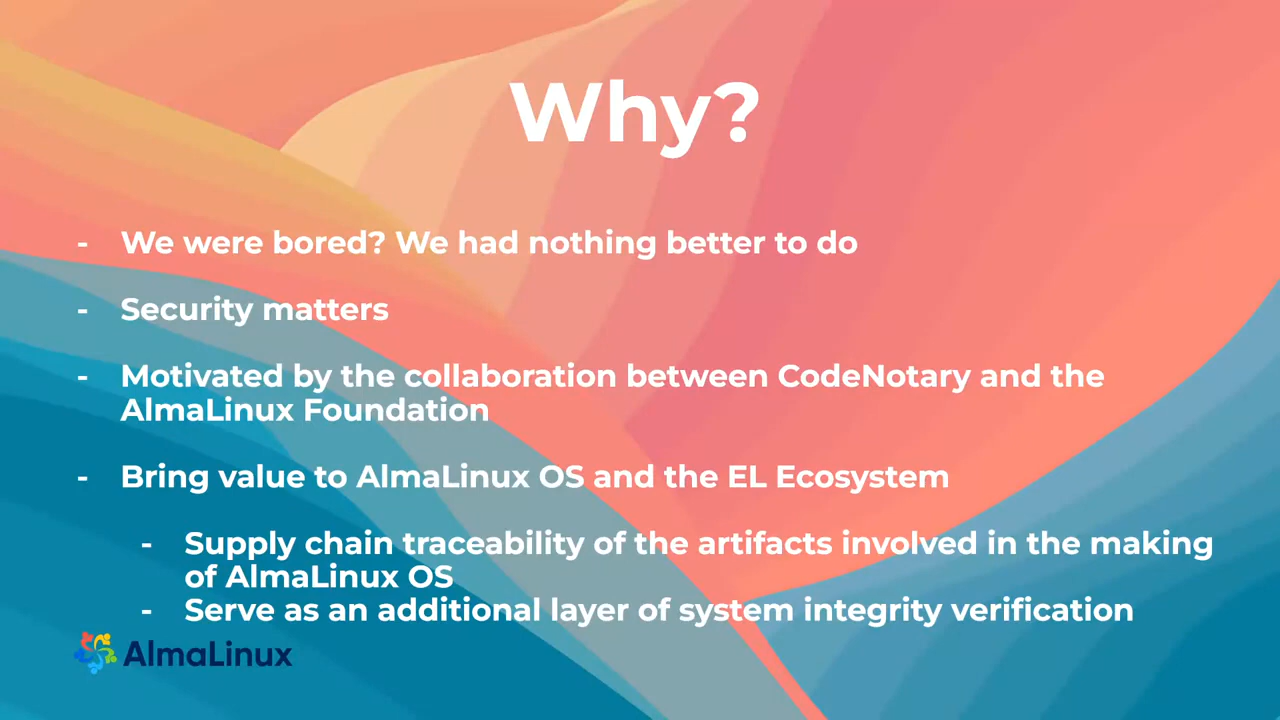 Why?
- We were bored? We had nothing better to do
- Security matters
- Motivated by the collaboration between CodeNotary and the
AlmaLinux Foundation
- Bring value to AlmaLinux OS and the EL Ecosystem
- Supply chain traceability of the artifacts involved in the making
of AlmaLinux OS
- Serve as an additional layer of system integrity verification
AlmaLinux